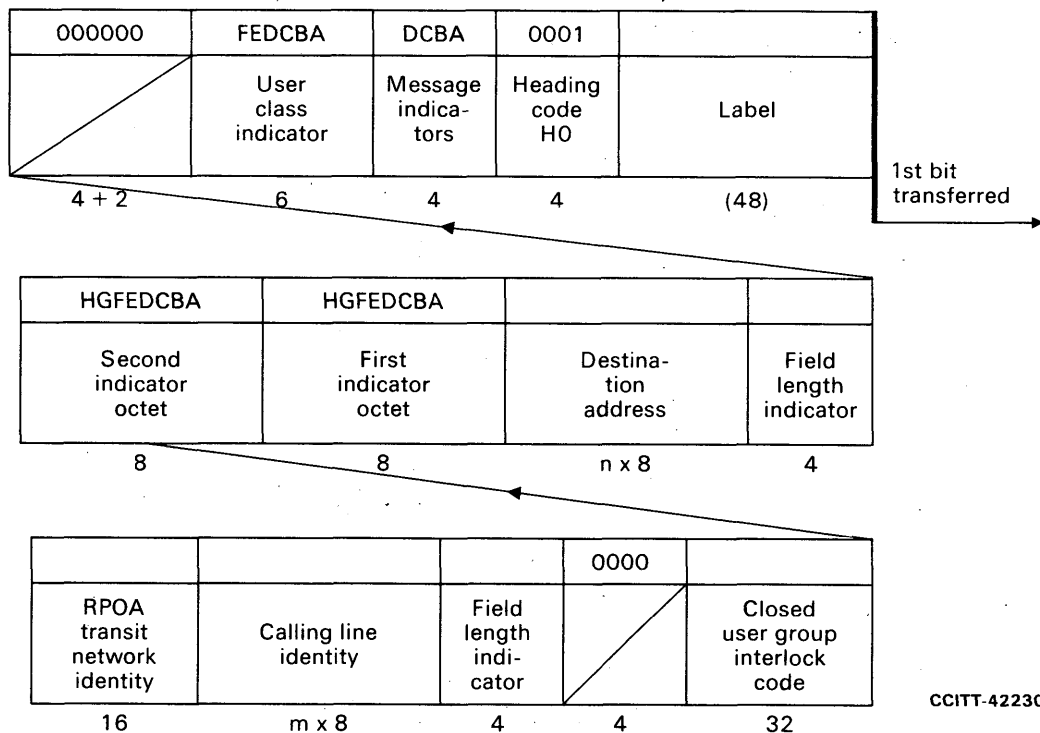 000000 FEDCBA DCBA 0001
User class indicator
Message indica- tors
Heading code H0
Label
1st bit
transferred
4 + 2 6 4 4 (48)
HGFEDCBA HGFEDCBA
Second indicator octet
First indicator octet
Destina- tion address
Field length indicator
8 8 n x 8 4
0000
RPOA transit network identity
Calling line identity
Field length indi- cator
Closed user group interlock code
16 m x 8 4 4 32
CCITT-42230